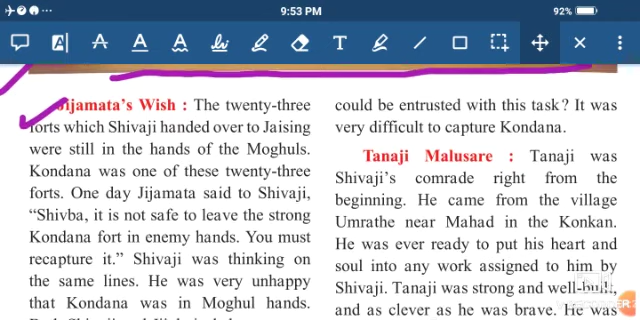 9:53 PM
92%
Jijamata's Wish : The twenty-three
forts which Shivaji handed over to Jaising
were still in the hands of the Moghuls.
Kondana was one of these twenty-three
forts. One day Jijamata said to Shivaji,
“Shivba, it is not safe to leave the strong
Kondana fort in enemy hands. You must
recapture it.” Shivaji was thinking on
the same lines. He was very unhappy
that Kondana was in Moghul hands.
could be entrusted with this task? It was
very difficult to capture Kondana.
Tanaji Malusare : Tanaji was
Shivaji's comrade right from the
beginning. He came from the village
Umrathe near Mahad in the Konkan.
He was ever ready to put his heart and
soul into any work assigned to him by
Shivaji. Tanaji was strong and well-built,
and as clever as he was brave. He was